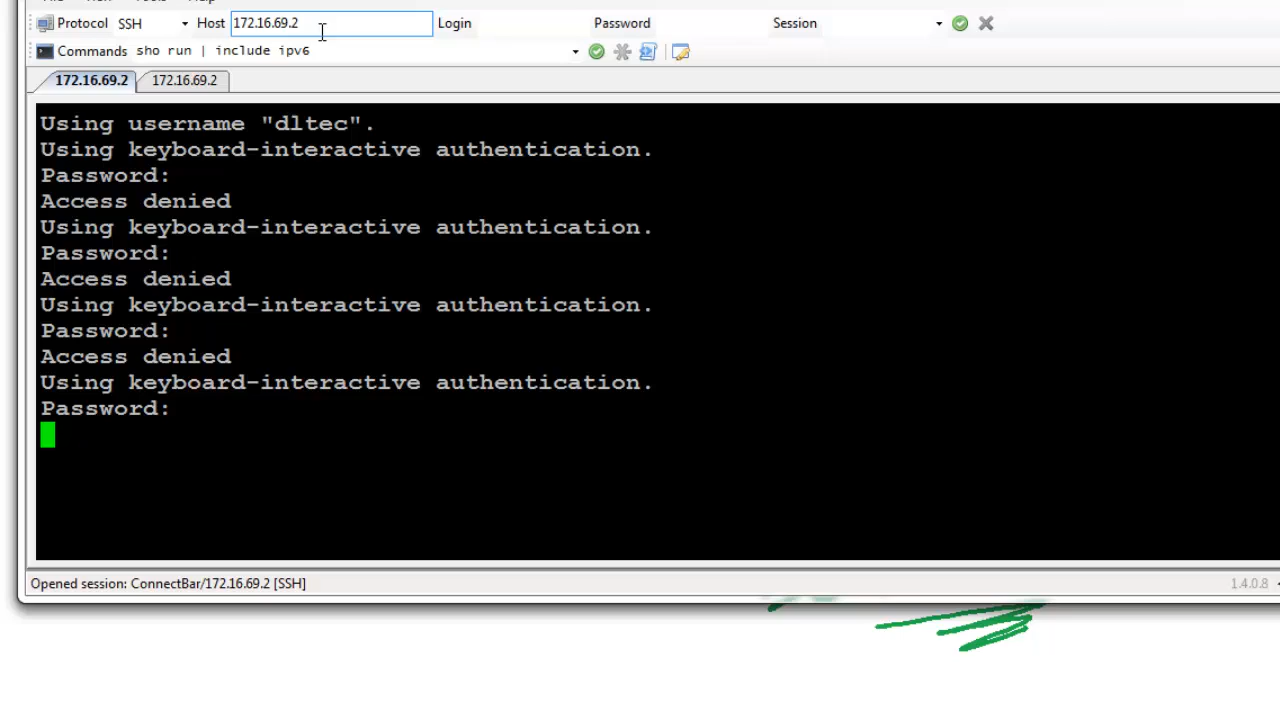 Protocol SSH Host 172.16.69.2 Login Password Session
Commands sho run | include ipv6
172.16.69.2 172.16.69.2
Using username "dltec".
Using keyboard-interactive authentication.
Password:
Access denied
Using keyboard-interactive authentication.
Password:
Access denied
Using keyboard-interactive authentication.
Password:
Access denied
Using keyboard-interactive authentication.
Password:
Opened session: ConnectBar/172.16.69.2 [SSH] 1.4.0.8